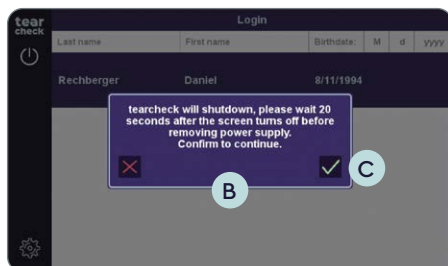 tear
check
Login
Last name First name Birthdate: M d yyyy
Rechberger Daniel 8/11/1994
tearcheck will shutdown, please wait 20
seconds after the screen turns off before
removing power supply.
Confirm to continue.
B
C